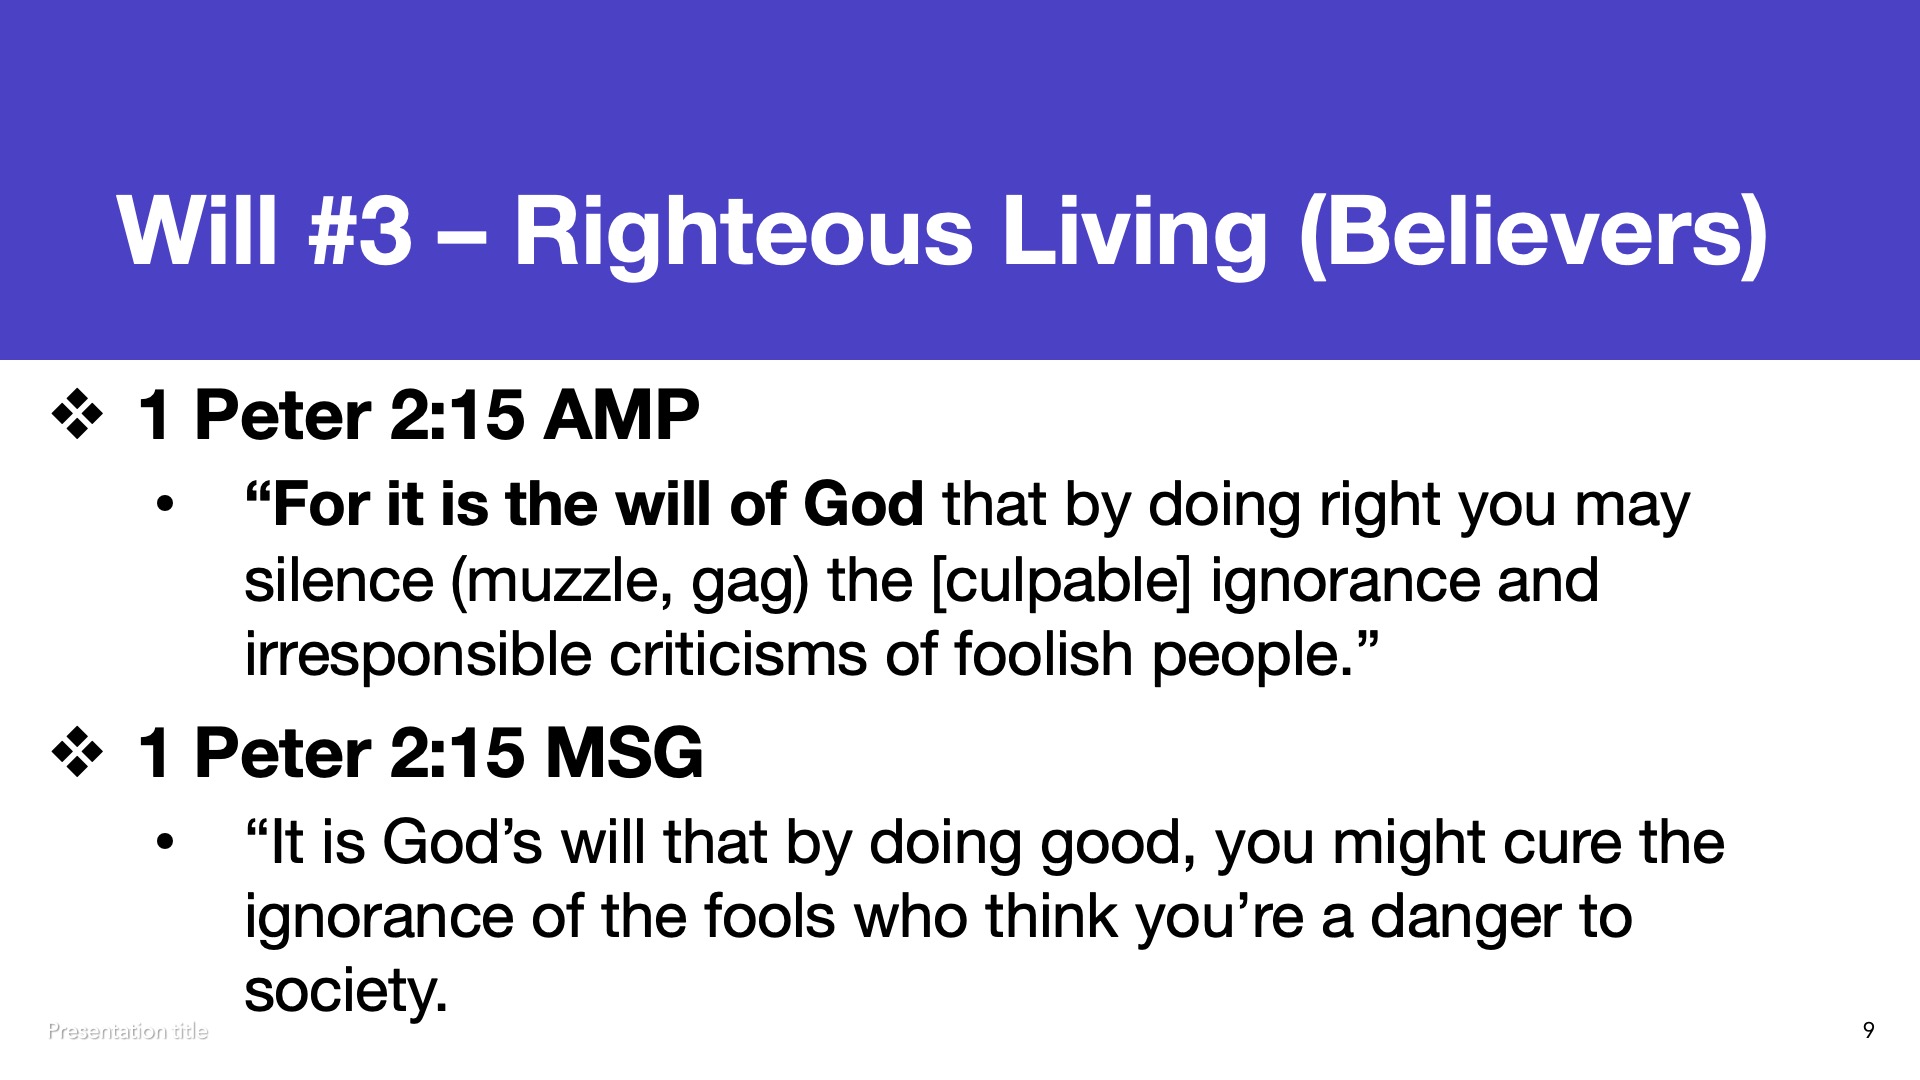 Will #3 – Righteous Living (Believers)
❖ 1 Peter 2:15 AMP
• “For it is the will of God that by doing right you may
silence (muzzle, gag) the [culpable] ignorance and
irresponsible criticisms of foolish people.”
❖ 1 Peter 2:15 MSG
• “It is God’s will that by doing good, you might cure the
ignorance of the fools who think you’re a danger to
society.
Presentation title
9